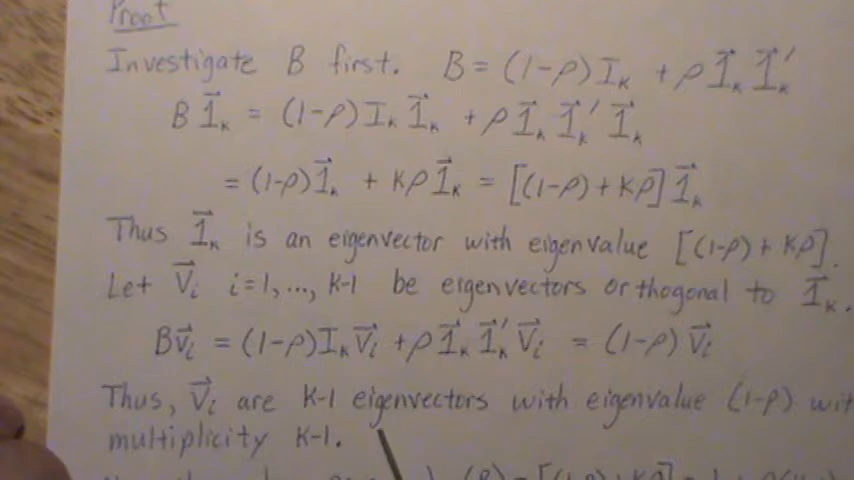 Proof
Investigate B first. B = (1-ρ)I_k + ρ 1⃗_k 1⃗_k'
B 1⃗_k = (1-ρ) I_k 1⃗_k + ρ 1⃗_k 1⃗_k' 1⃗_k
= (1-ρ) 1⃗_k + kρ 1⃗_k = [(1-ρ) + kρ] 1⃗_k
Thus 1⃗_k is an eigenvector with eigenvalue [(1-ρ) + kρ].
Let V⃗_i i=1, ..., k-1 be eigenvectors orthogonal to 1⃗_k.
B v⃗_i = (1-ρ) I_k v⃗_i + ρ 1⃗_k 1⃗_k' v⃗_i = (1-ρ) v⃗_i
Thus, v⃗_i are k-1 eigenvectors with eigenvalue (1-ρ) wit
multiplicity k-1.